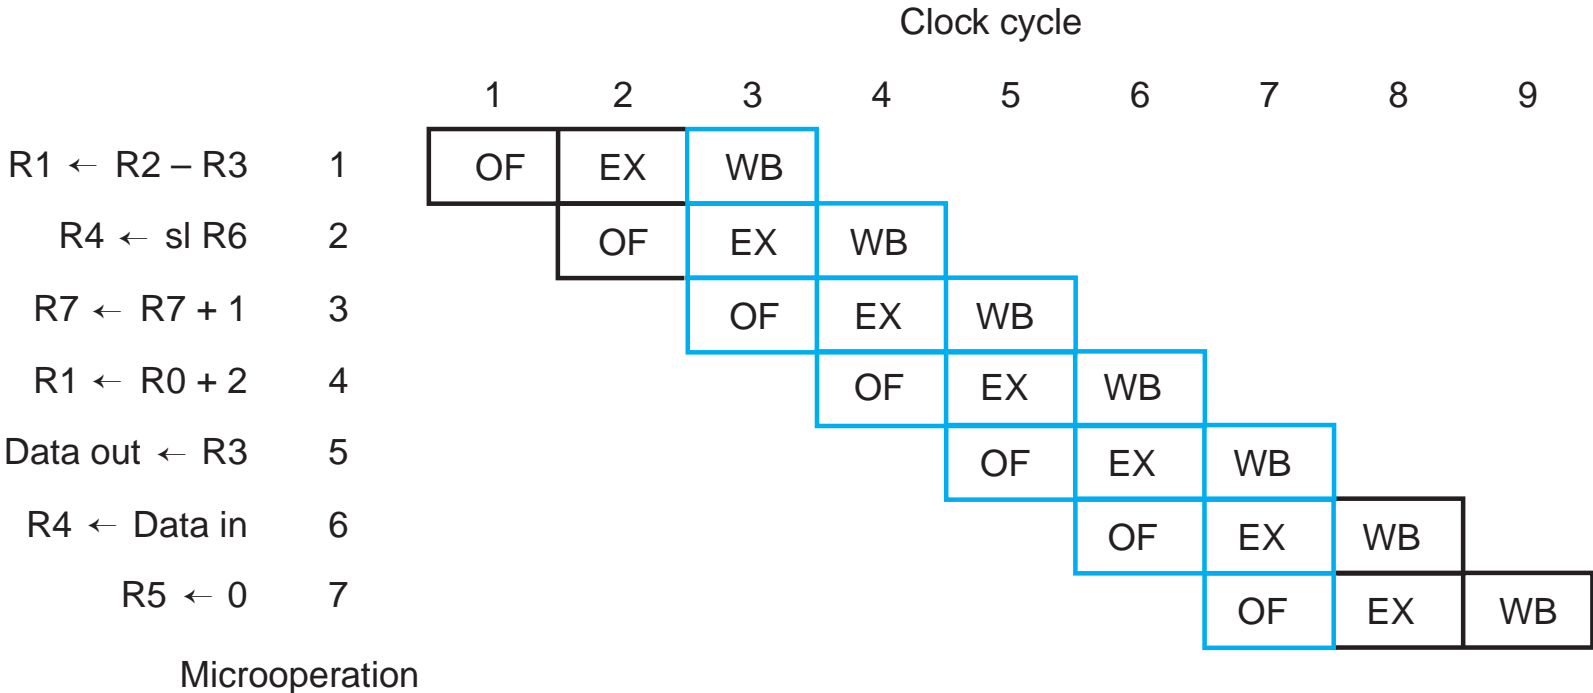 Clock cycle
1 2 3 4 5 6 7 8 9
R1 ← R2 – R3 1 OF EX WB
R4 ← sl R6 2 OF EX WB
R7 ← R7 + 1 3 OF EX WB
R1 ← R0 + 2 4 OF EX WB
Data out ← R3 5 OF EX WB
R4 ← Data in 6 OF EX WB
R5 ← 0 7 OF EX WB
Microoperation